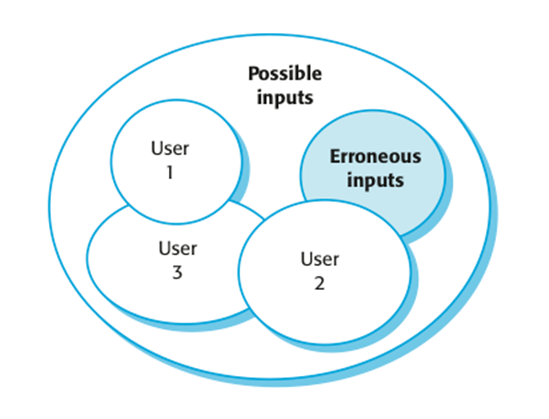 Possible
inputs
User
1
Erroneous
inputs
User
3
User
2